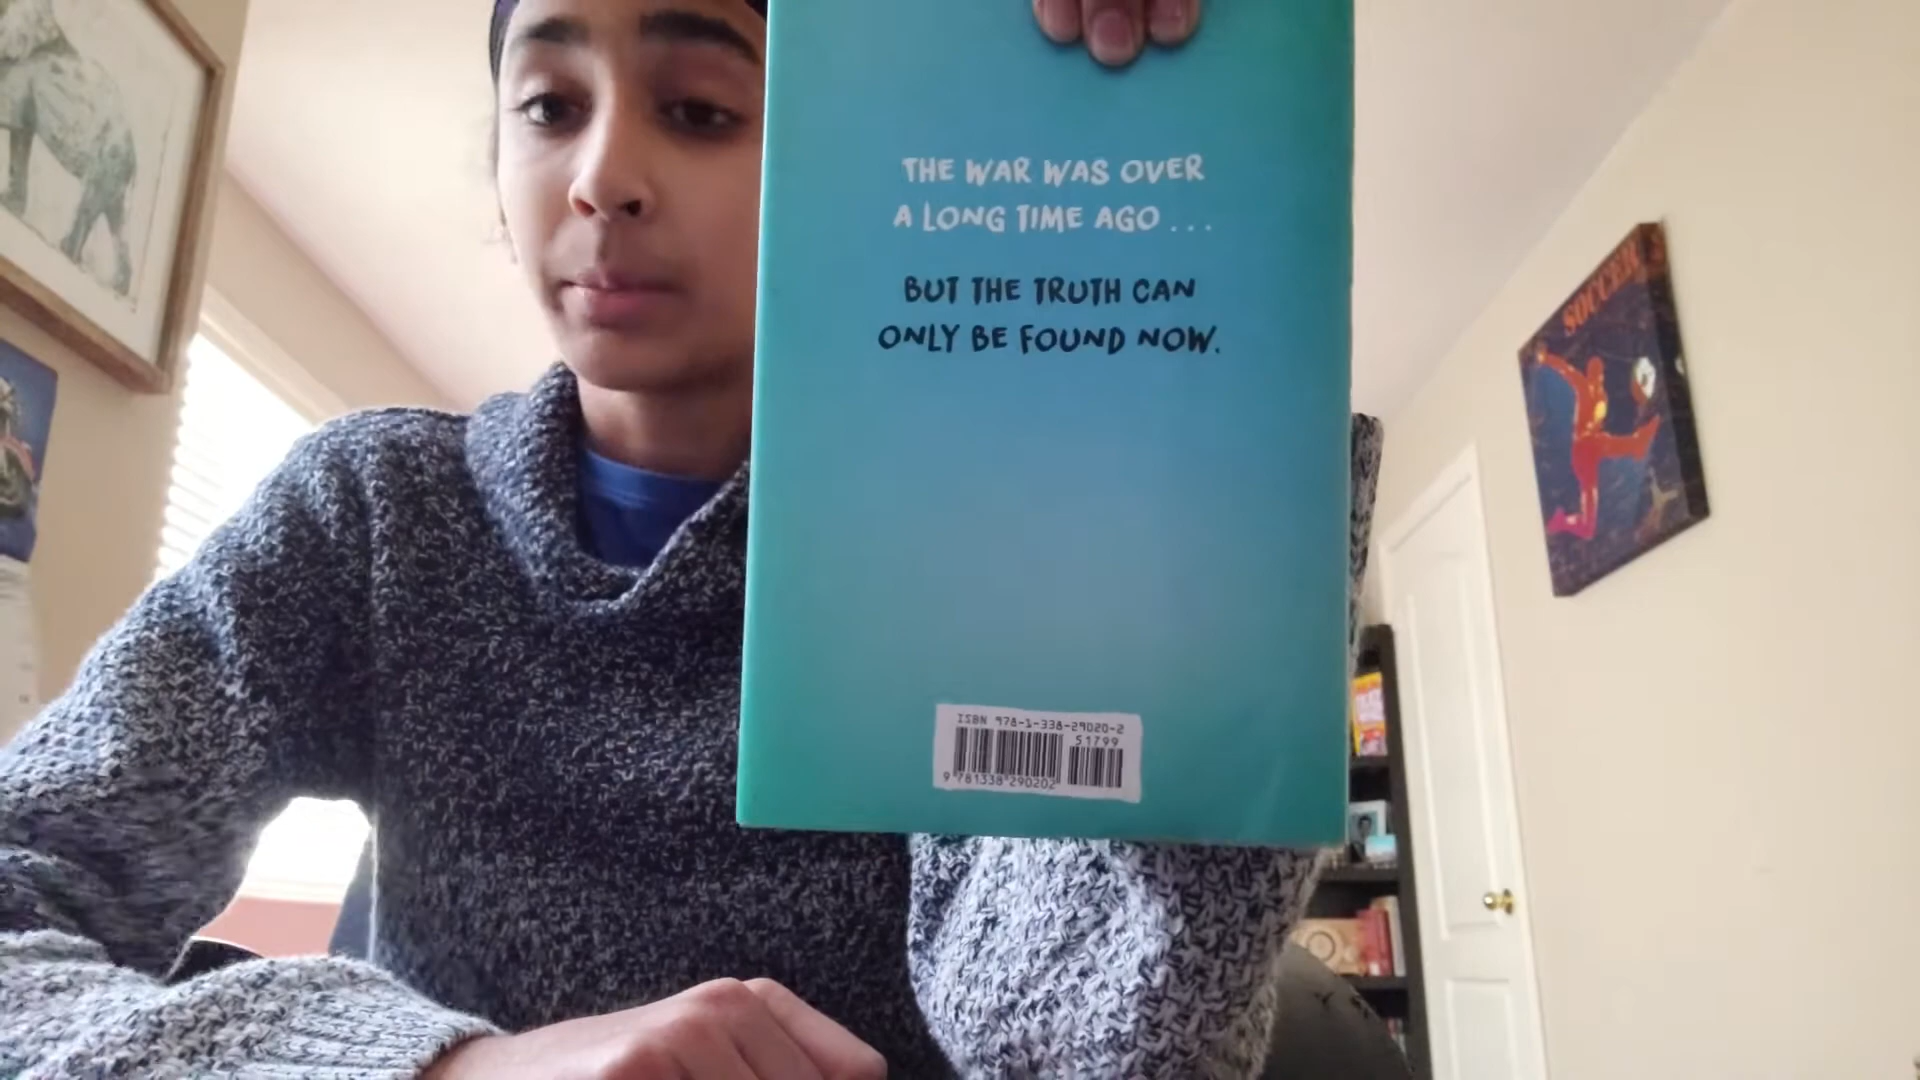 THE WAR WAS OVER
A LONG TIME AGO . . .
BUT THE TRUTH CAN
ONLY BE FOUND NOW.
ISBN 978-1-338-29020-2
51799
9 781338 290202
SOCCER